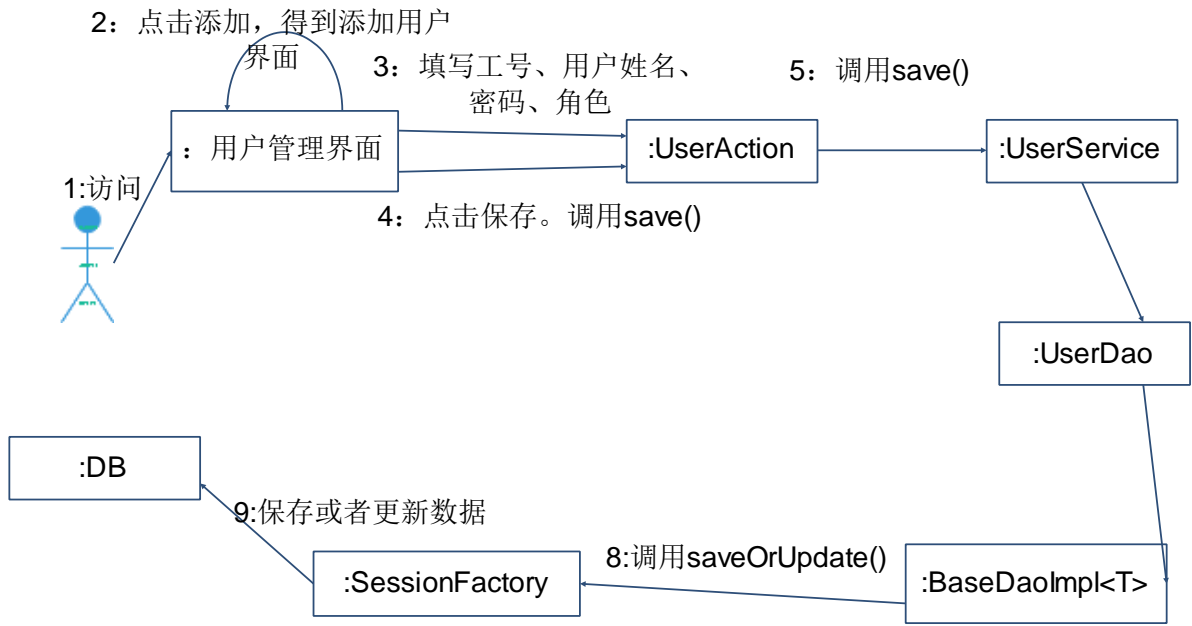 2：点击添加，得到添加用户
界面
3：填写工号、用户姓名、
密码、角色
5：调用save()
：用户管理界面
:UserAction
:UserService
1:访问
4：点击保存。调用save()
:UserDao
:DB
9:保存或者更新数据
8:调用saveOrUpdate()
:SessionFactory
:BaseDaoImpl<T>